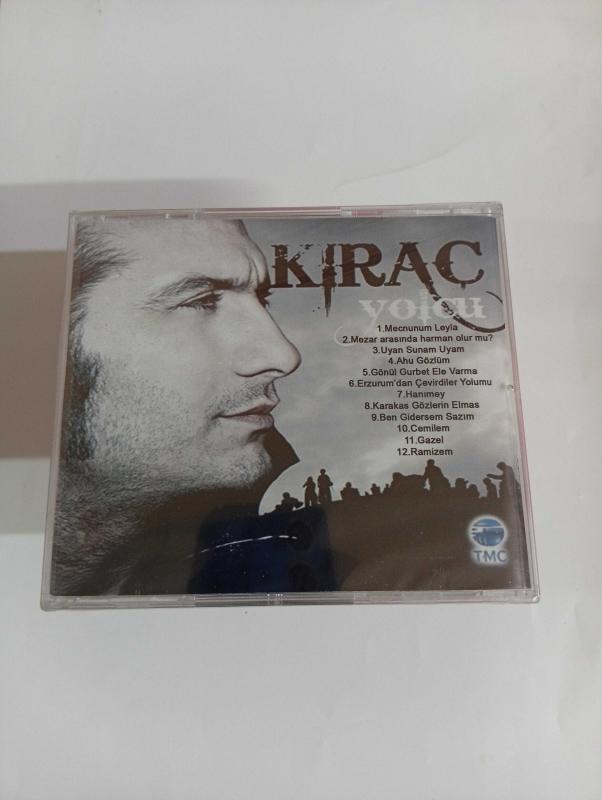 KIRAÇ
yolcu
1.Mecnunum Leyla
2.Mezar arasında harman olur mu?
3.Uyan Sunam Uyam
4.Ahu Gözlüm
5.Gönül Gurbet Ele Varma
6.Erzurum'dan Çevirdiler Yolumu
7.Hanımey
8.Karakas Gözlerin Elmas
9.Ben Gidersem Sazım
10.Cemilem
11.Gazel
12.Ramizem
TMC